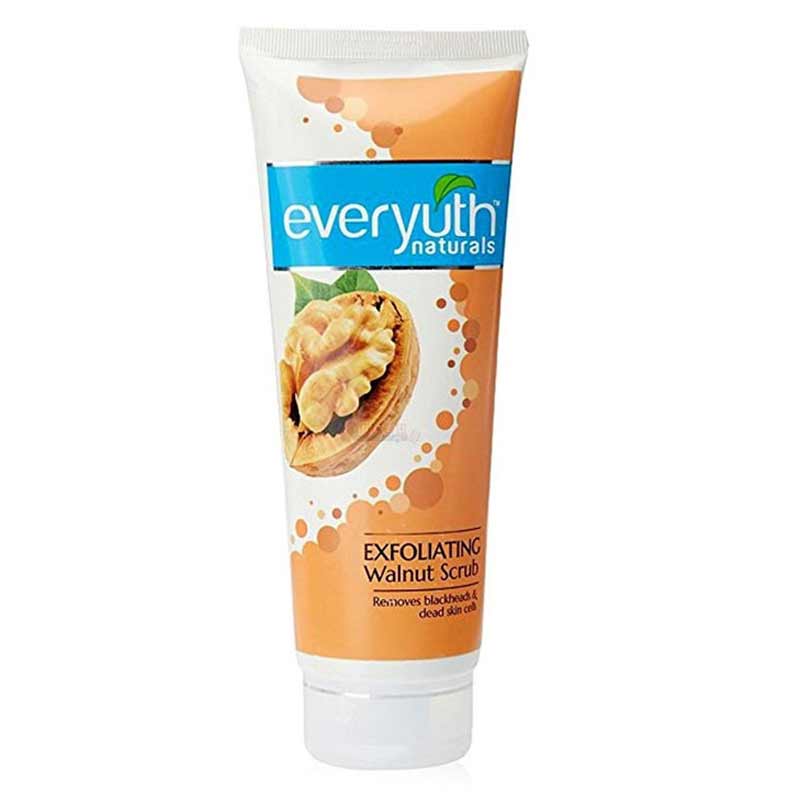 everyuth™
naturals
EXFOLIATING
Walnut Scrub
Removes blackheads &
dead skin cells